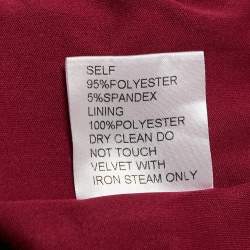 SELF
95%POLYESTER
5%SPANDEX
LINING
100%POLYESTER
DRY CLEAN DO
NOT TOUCH
VELVET WITH
IRON STEAM ONLY